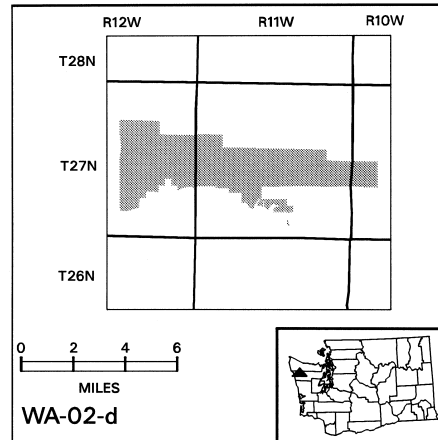 R12W R11W R10W
T28N
T27N
T26N
0 2 4 6
MILES
WA-02-d